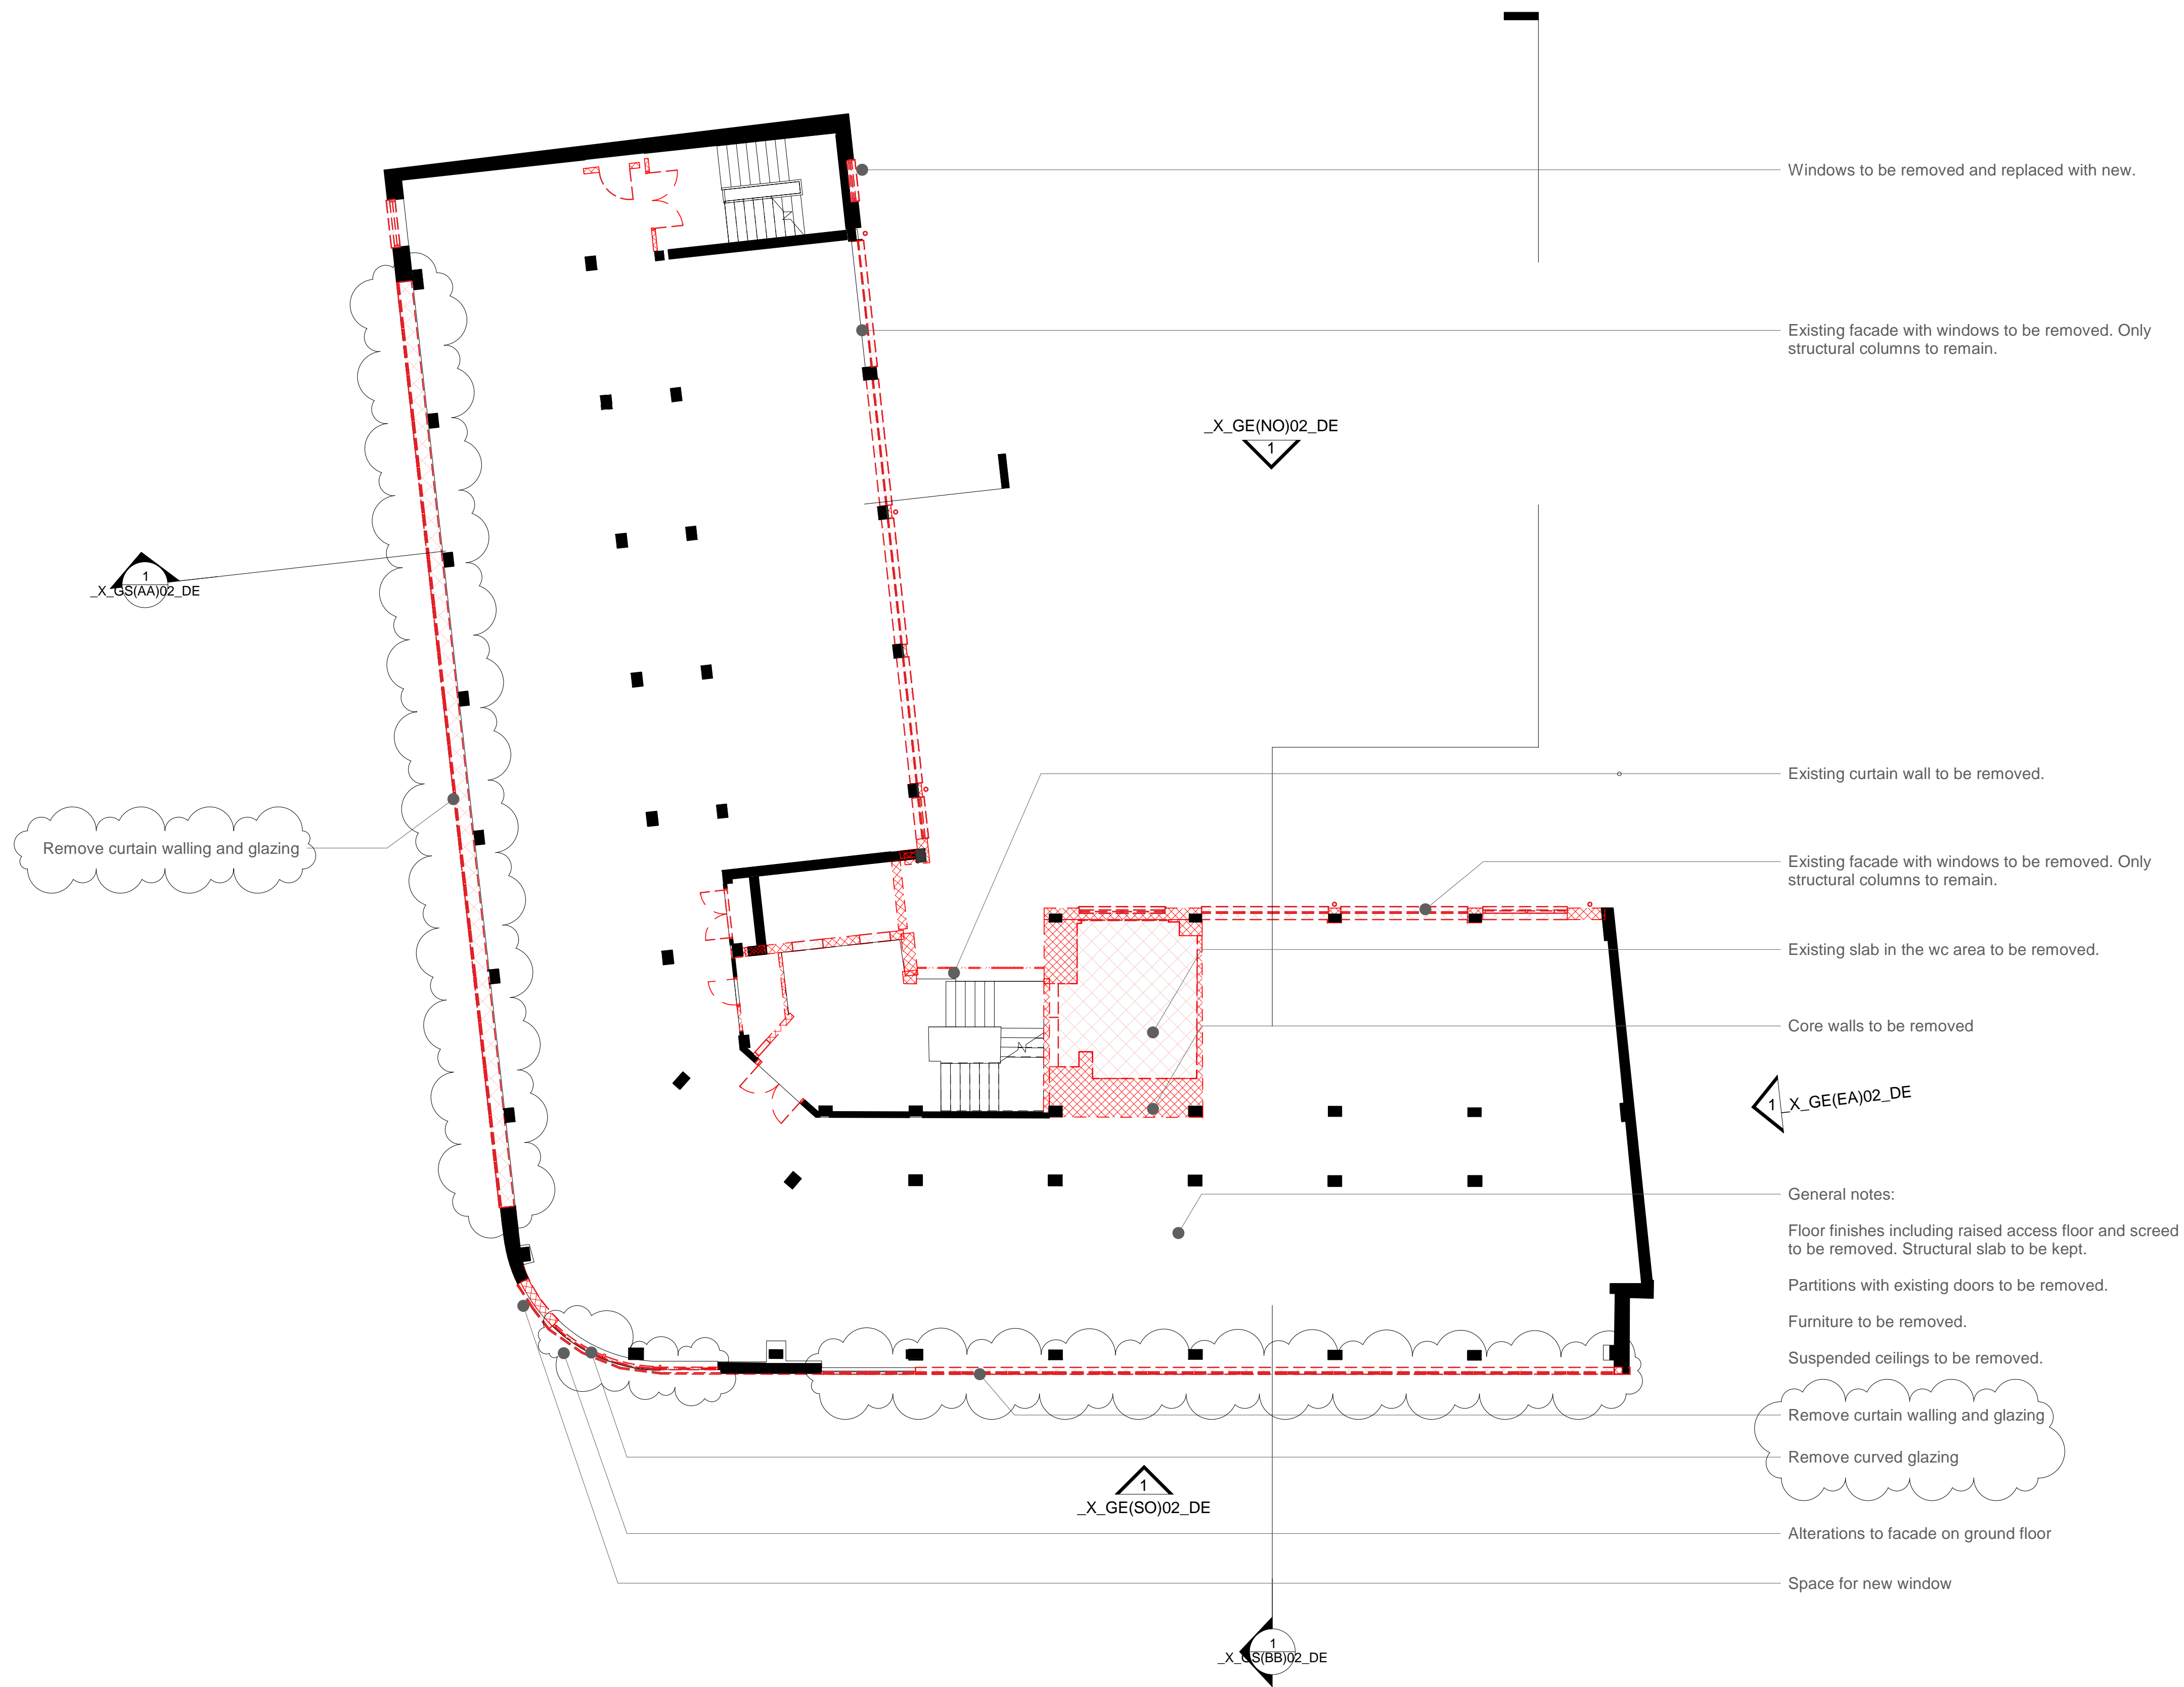 Windows to be removed and replaced with new.
Existing facade with windows to be removed. Only
structural columns to remain.
_X_GE(NO)02_DE
1
1
_X_GS(AA)02_DE
Existing curtain wall to be removed.
Remove curtain walling and glazing
Existing facade with windows to be removed. Only
structural columns to remain.
Existing slab in the wc area to be removed.
Core walls to be removed
1
_X_GE(EA)02_DE
General notes:
Floor finishes including raised access floor and screed
to be removed. Structural slab to be kept.
Partitions with existing doors to be removed.
Furniture to be removed.
Suspended ceilings to be removed.
Remove curtain walling and glazing
Remove curved glazing
1
_X_GE(SO)02_DE
Alterations to facade on ground floor
Space for new window
1
_X_GS(BB)02_DE